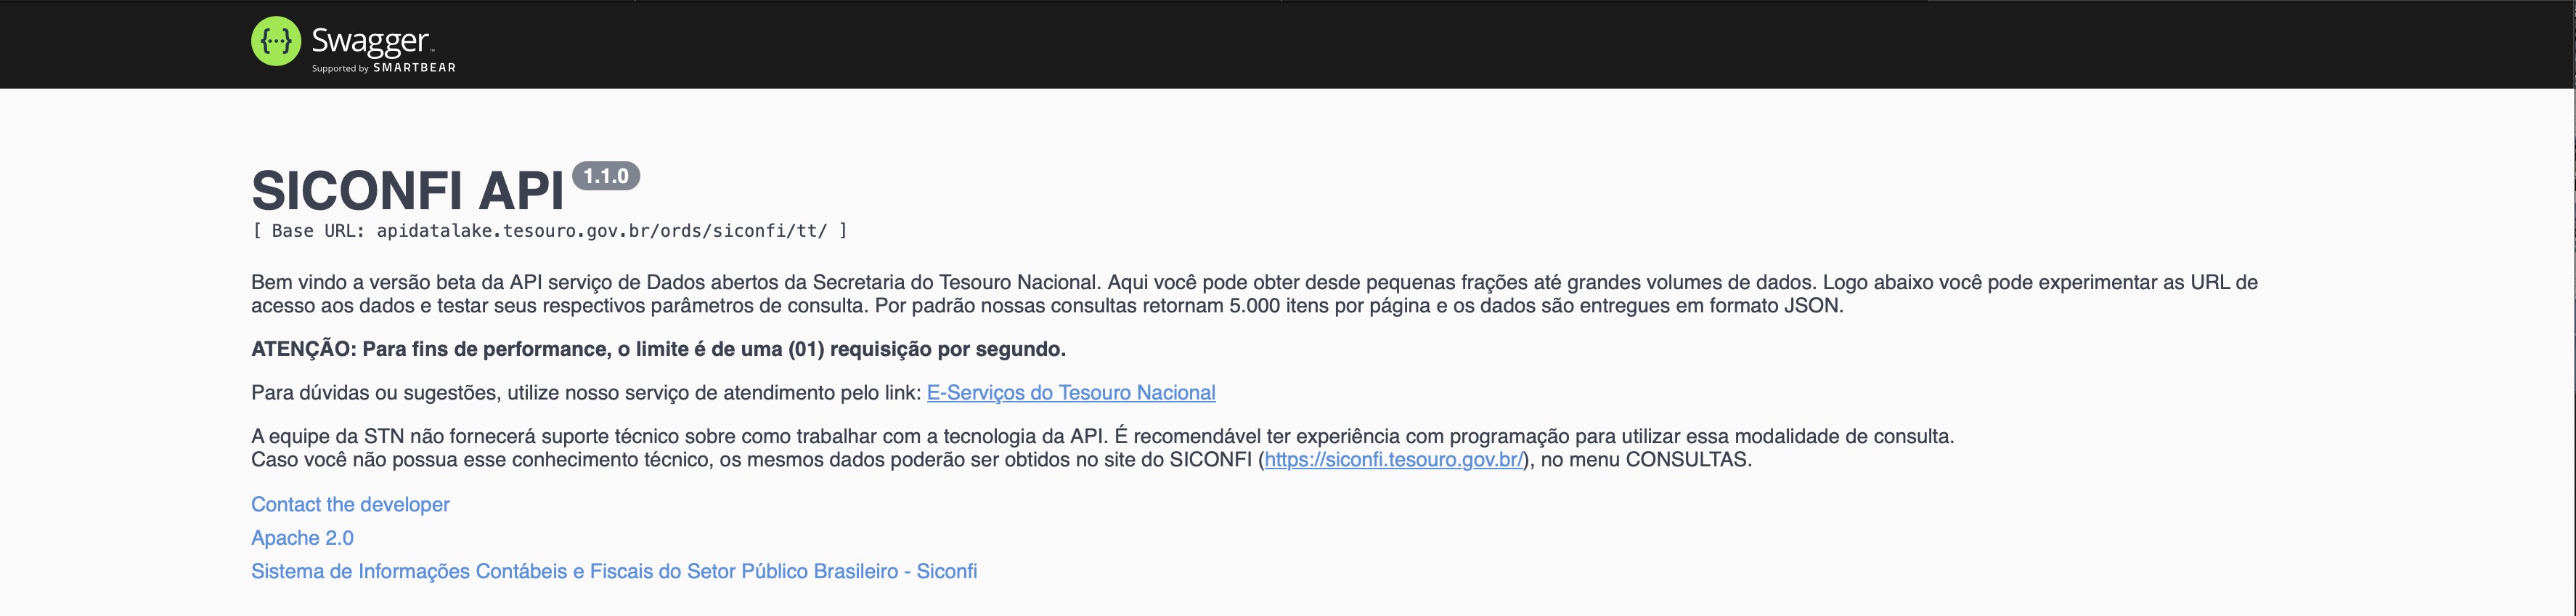 {···} Swagger™
Supported by SMARTBEAR
SICONFI API 1.1.0
[ Base URL: apidatalake.tesouro.gov.br/ords/siconfi/tt/ ]
Bem vindo a versão beta da API serviço de Dados abertos da Secretaria do Tesouro Nacional. Aqui você pode obter desde pequenas frações até grandes volumes de dados. Logo abaixo você pode experimentar as URL de
acesso aos dados e testar seus respectivos parâmetros de consulta. Por padrão nossas consultas retornam 5.000 itens por página e os dados são entregues em formato JSON.
ATENÇÃO: Para fins de performance, o limite é de uma (01) requisição por segundo.
Para dúvidas ou sugestões, utilize nosso serviço de atendimento pelo link: E-Serviços do Tesouro Nacional
A equipe da STN não fornecerá suporte técnico sobre como trabalhar com a tecnologia da API. É recomendável ter experiência com programação para utilizar essa modalidade de consulta.
Caso você não possua esse conhecimento técnico, os mesmos dados poderão ser obtidos no site do SICONFI (https://siconfi.tesouro.gov.br/), no menu CONSULTAS.
Contact the developer
Apache 2.0
Sistema de Informações Contábeis e Fiscais do Setor Público Brasileiro - Siconfi